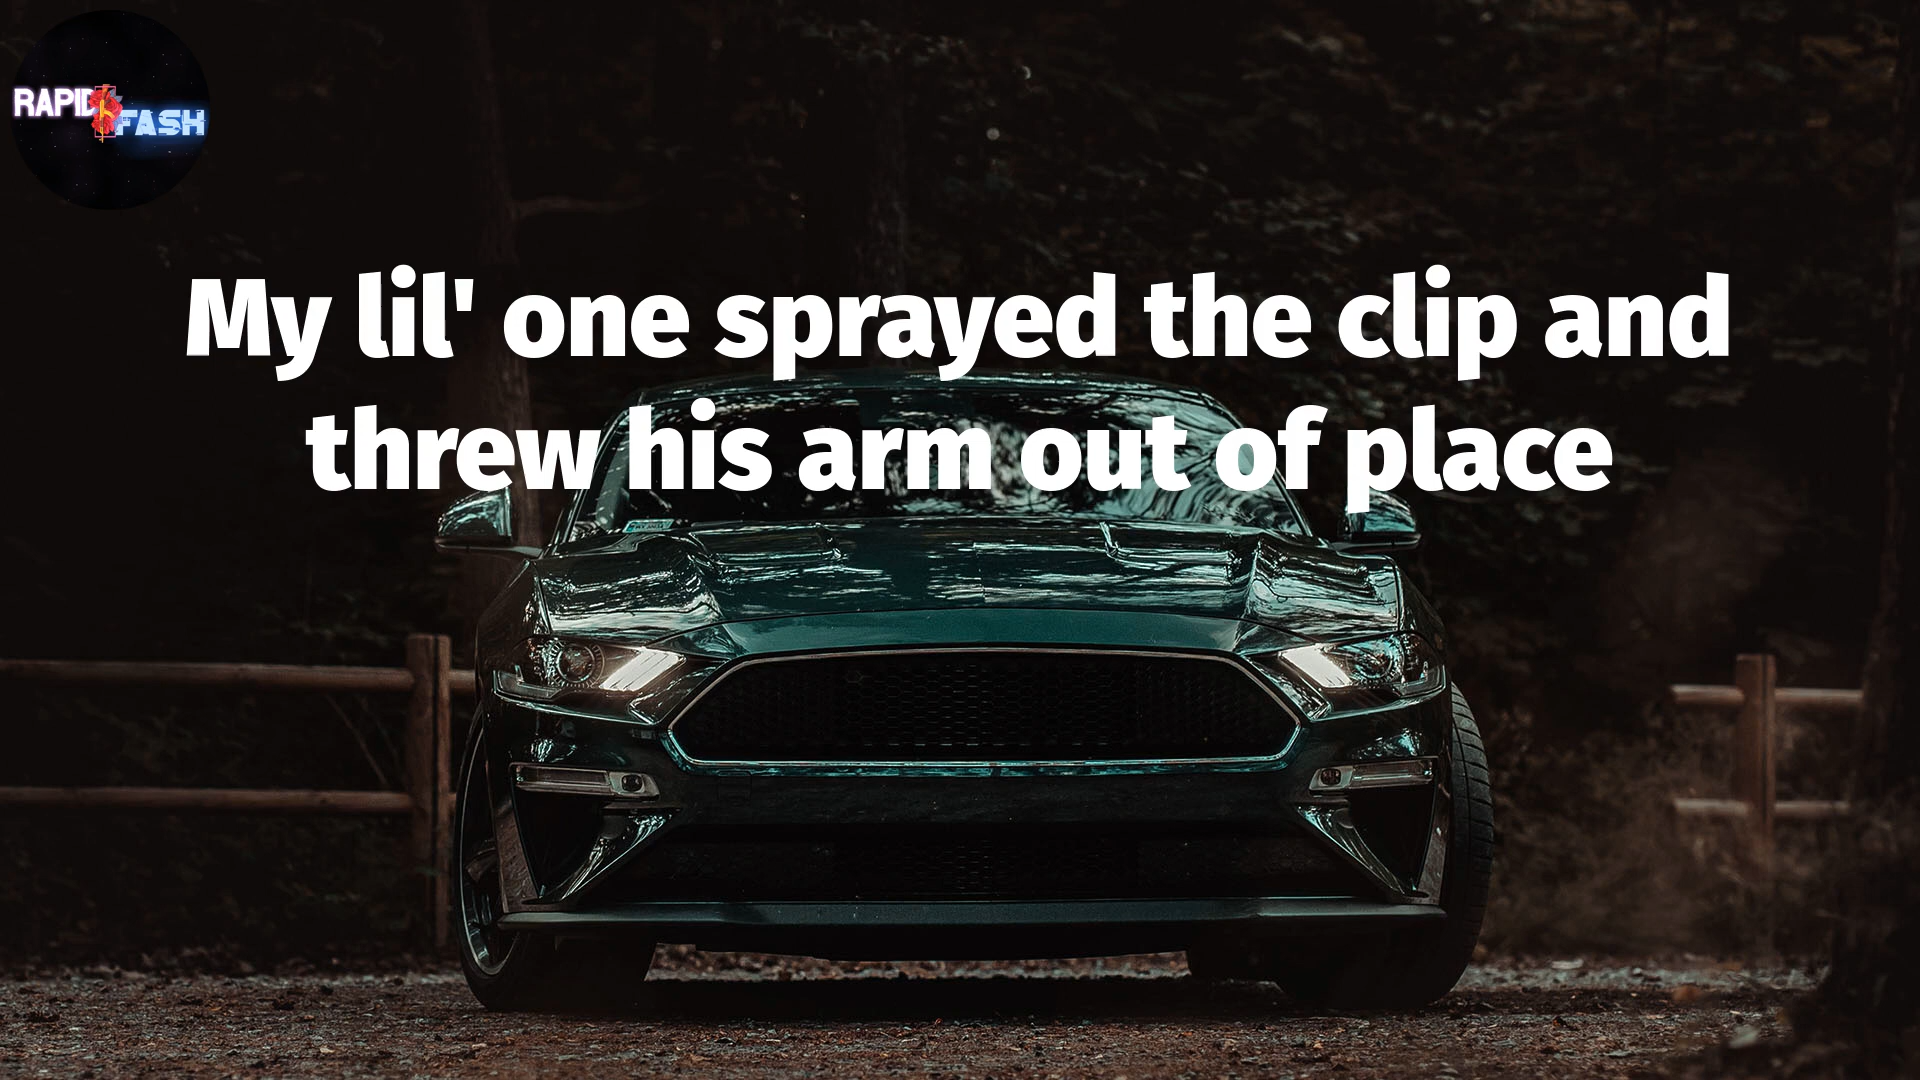 RAPID
FASH
My lil' one sprayed the clip and
threw his arm out of place